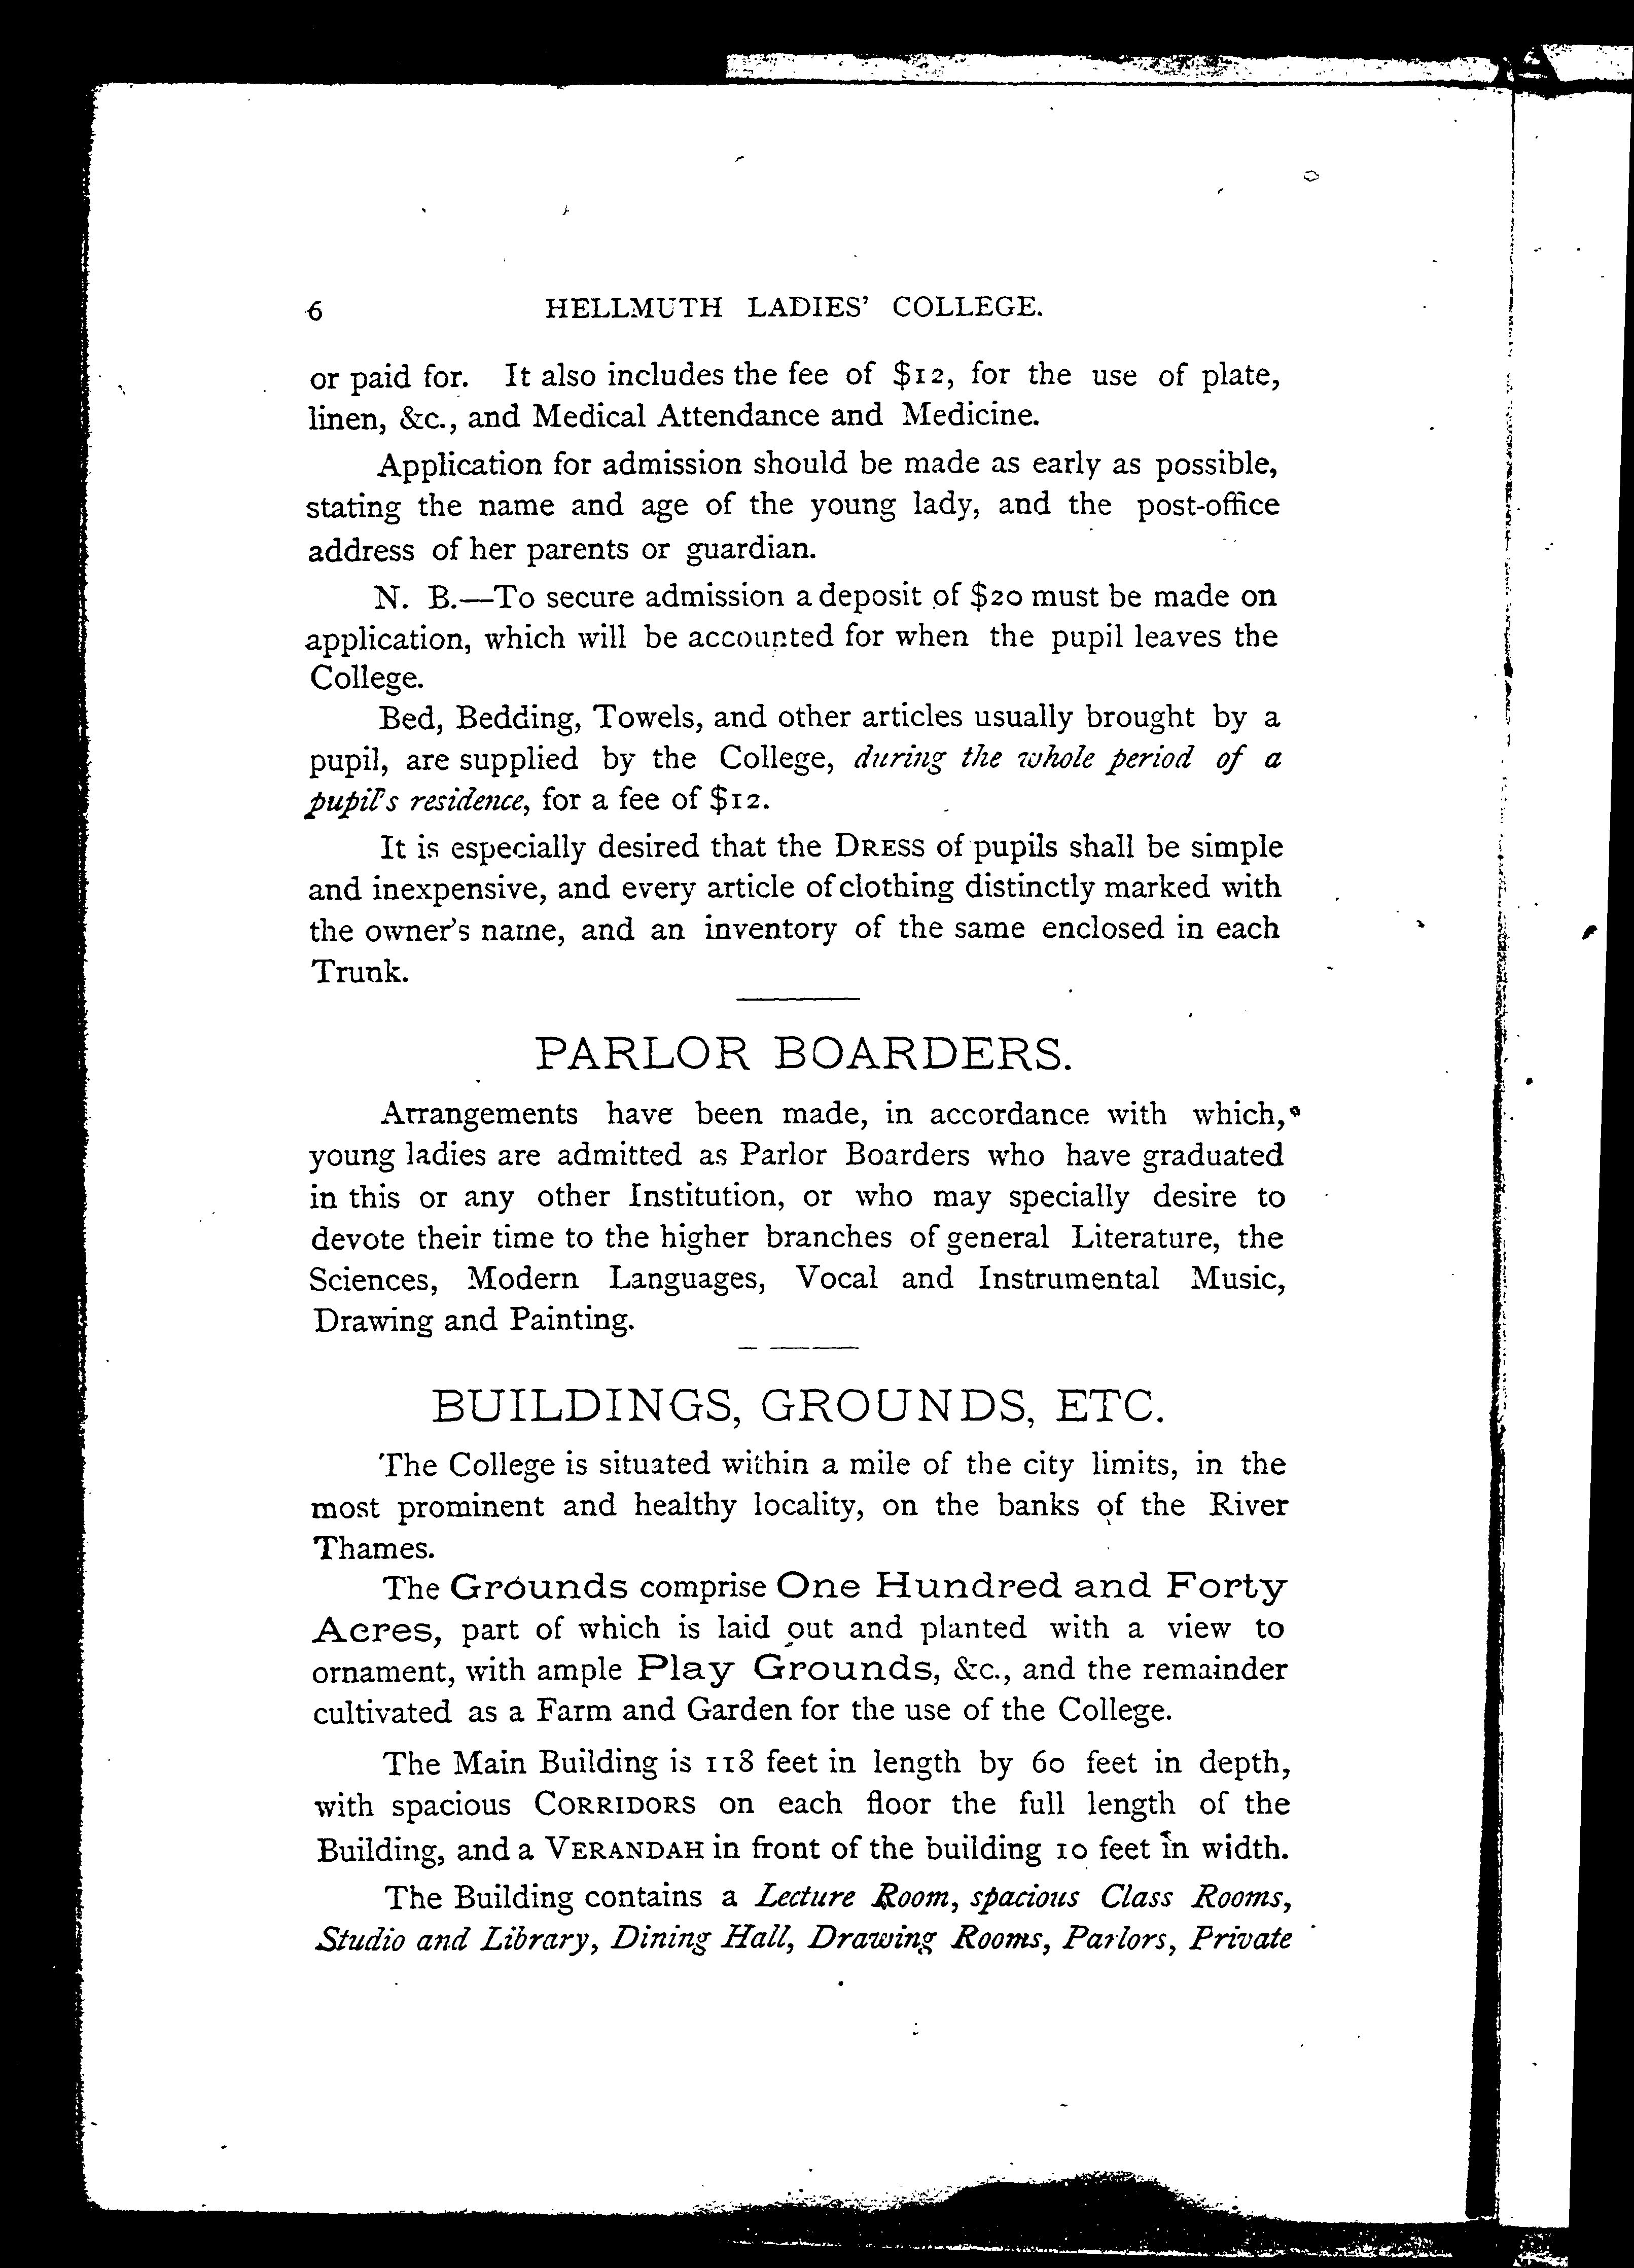 6 HELLMUTH LADIES' COLLEGE.
or paid for. It also includes the fee of $12, for the use of plate,
linen, &c., and Medical Attendance and Medicine.
Application for admission should be made as early as possible,
stating the name and age of the young lady, and the post-office
address of her parents or guardian.
N. B.—To secure admission a deposit of $20 must be made on
application, which will be accounted for when the pupil leaves the
College.
Bed, Bedding, Towels, and other articles usually brought by a
pupil, are supplied by the College, during the whole period of a
pupil's residence, for a fee of $12.
It is especially desired that the DRESS of pupils shall be simple
and inexpensive, and every article of clothing distinctly marked with
the owner's name, and an inventory of the same enclosed in each
Trunk.
PARLOR BOARDERS.
Arrangements have been made, in accordance with which,
young ladies are admitted as Parlor Boarders who have graduated
in this or any other Institution, or who may specially desire to
devote their time to the higher branches of general Literature, the
Sciences, Modern Languages, Vocal and Instrumental Music,
Drawing and Painting.
BUILDINGS, GROUNDS, ETC.
The College is situated within a mile of the city limits, in the
most prominent and healthy locality, on the banks of the River
Thames.
The Grounds comprise One Hundred and Forty
Acres, part of which is laid out and planted with a view to
ornament, with ample Play Grounds, &c., and the remainder
cultivated as a Farm and Garden for the use of the College.
The Main Building is 118 feet in length by 60 feet in depth,
with spacious CORRIDORS on each floor the full length of the
Building, and a VERANDAH in front of the building 10 feet in width.
The Building contains a Lecture Room, spacious Class Rooms,
Studio and Library, Dining Hall, Drawing Rooms, Parlors, Private